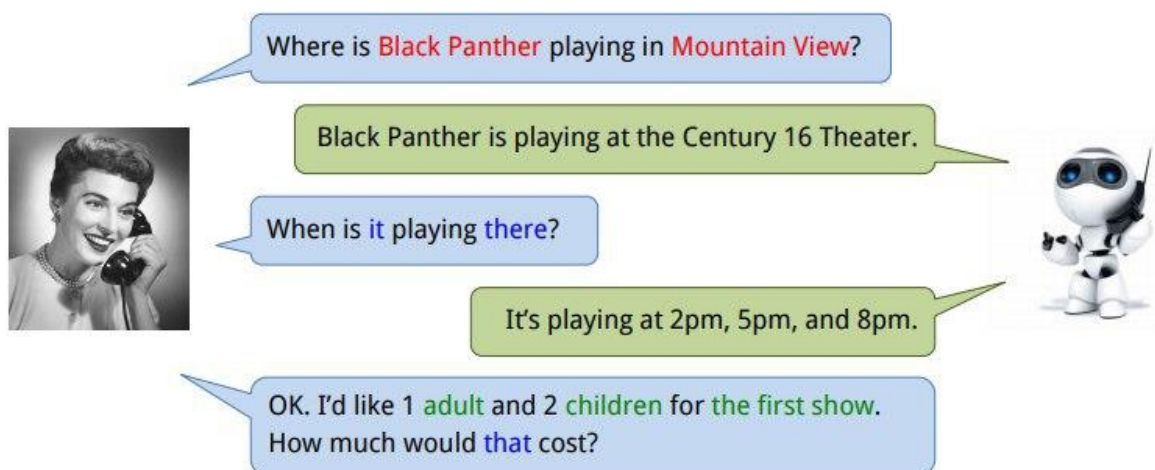 Where is Black Panther playing in Mountain View?
Black Panther is playing at the Century 16 Theater.
When is it playing there?
It’s playing at 2pm, 5pm, and 8pm.
OK. I’d like 1 adult and 2 children for the first show.
How much would that cost?